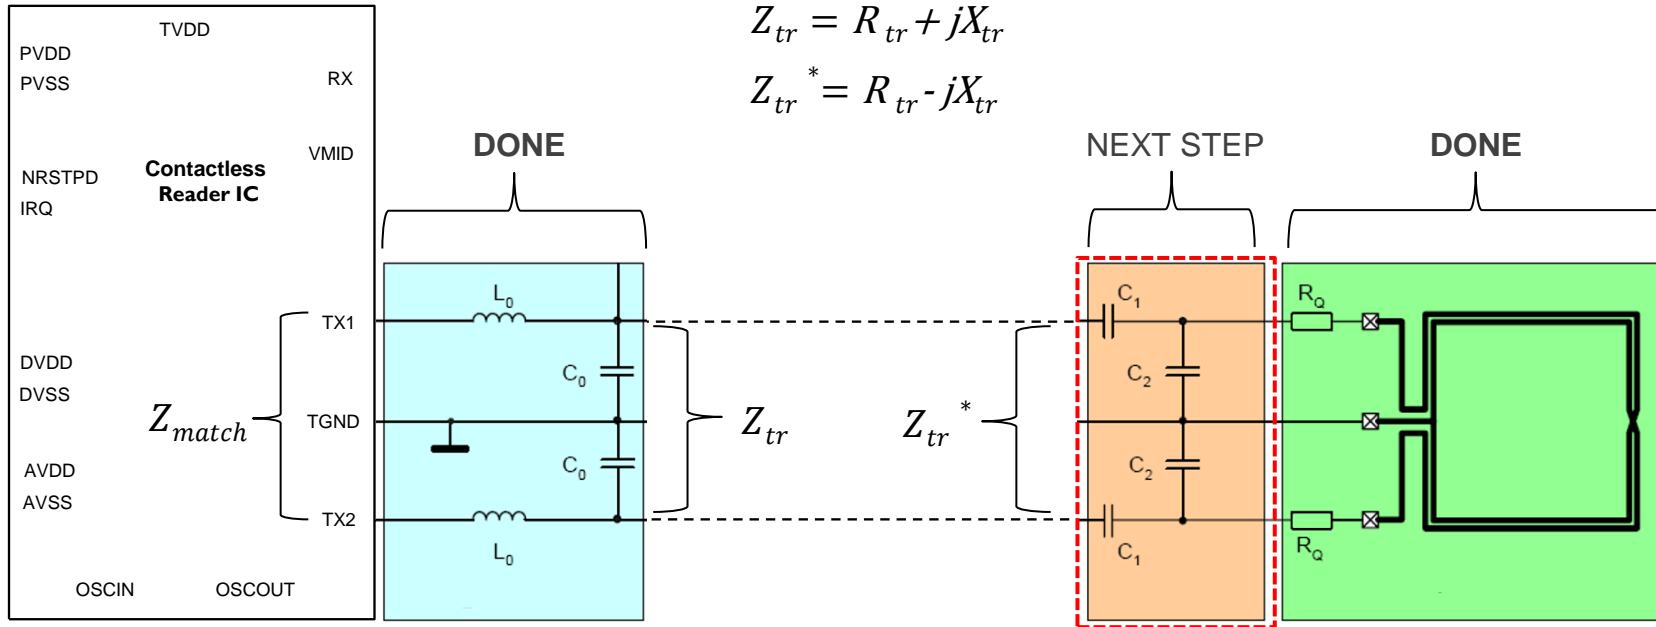 Z_tr = R_tr + jX_tr
Z_tr* = R_tr - jX_tr
TVDD
PVDD
PVSS
RX
VMID
NRSTPD
IRQ
Contactless
Reader IC
TX1
DVDD
DVSS
Z_match
TGND
AVDD
AVSS
TX2
OSCIN OSCOUT
DONE
L0
C0
C0
L0
Z_tr
Z_tr*
NEXT STEP
C1
C2
C2
C1
DONE
RQ
RQ